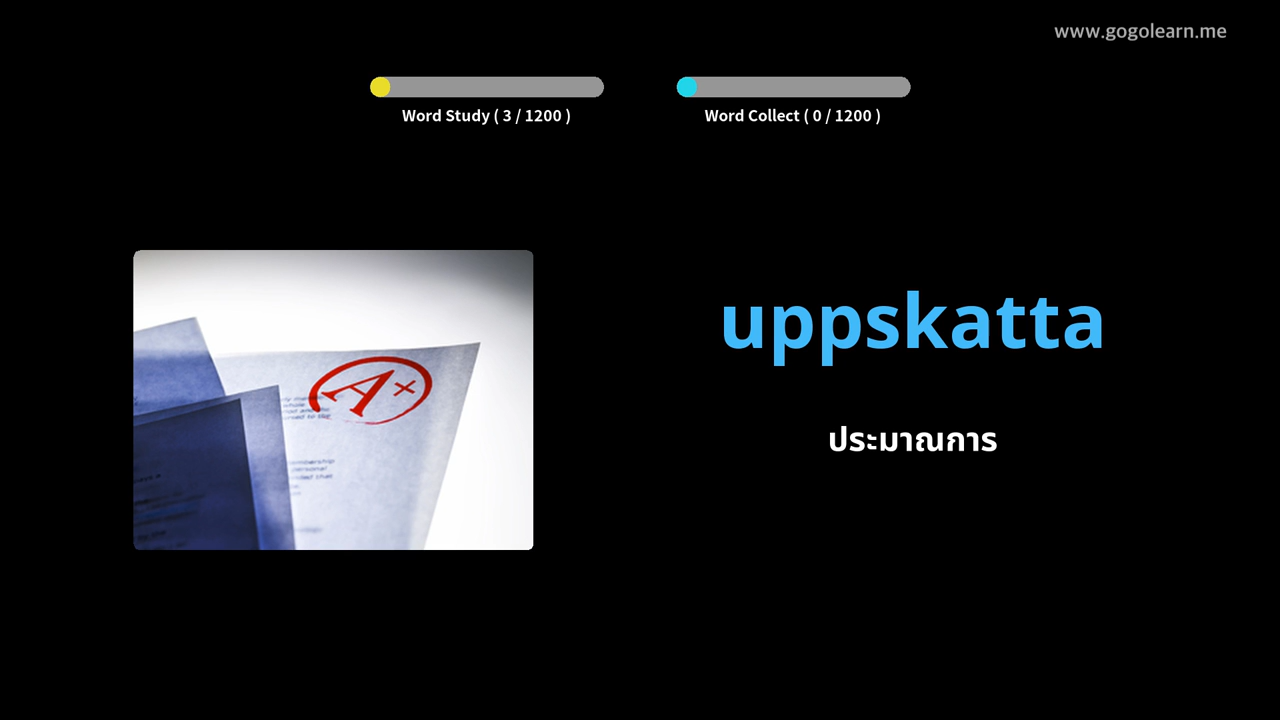 www.gogolearn.me
Word Study ( 3 / 1200 )
Word Collect ( 0 / 1200 )
A+
uppskatta
ประมาณการ